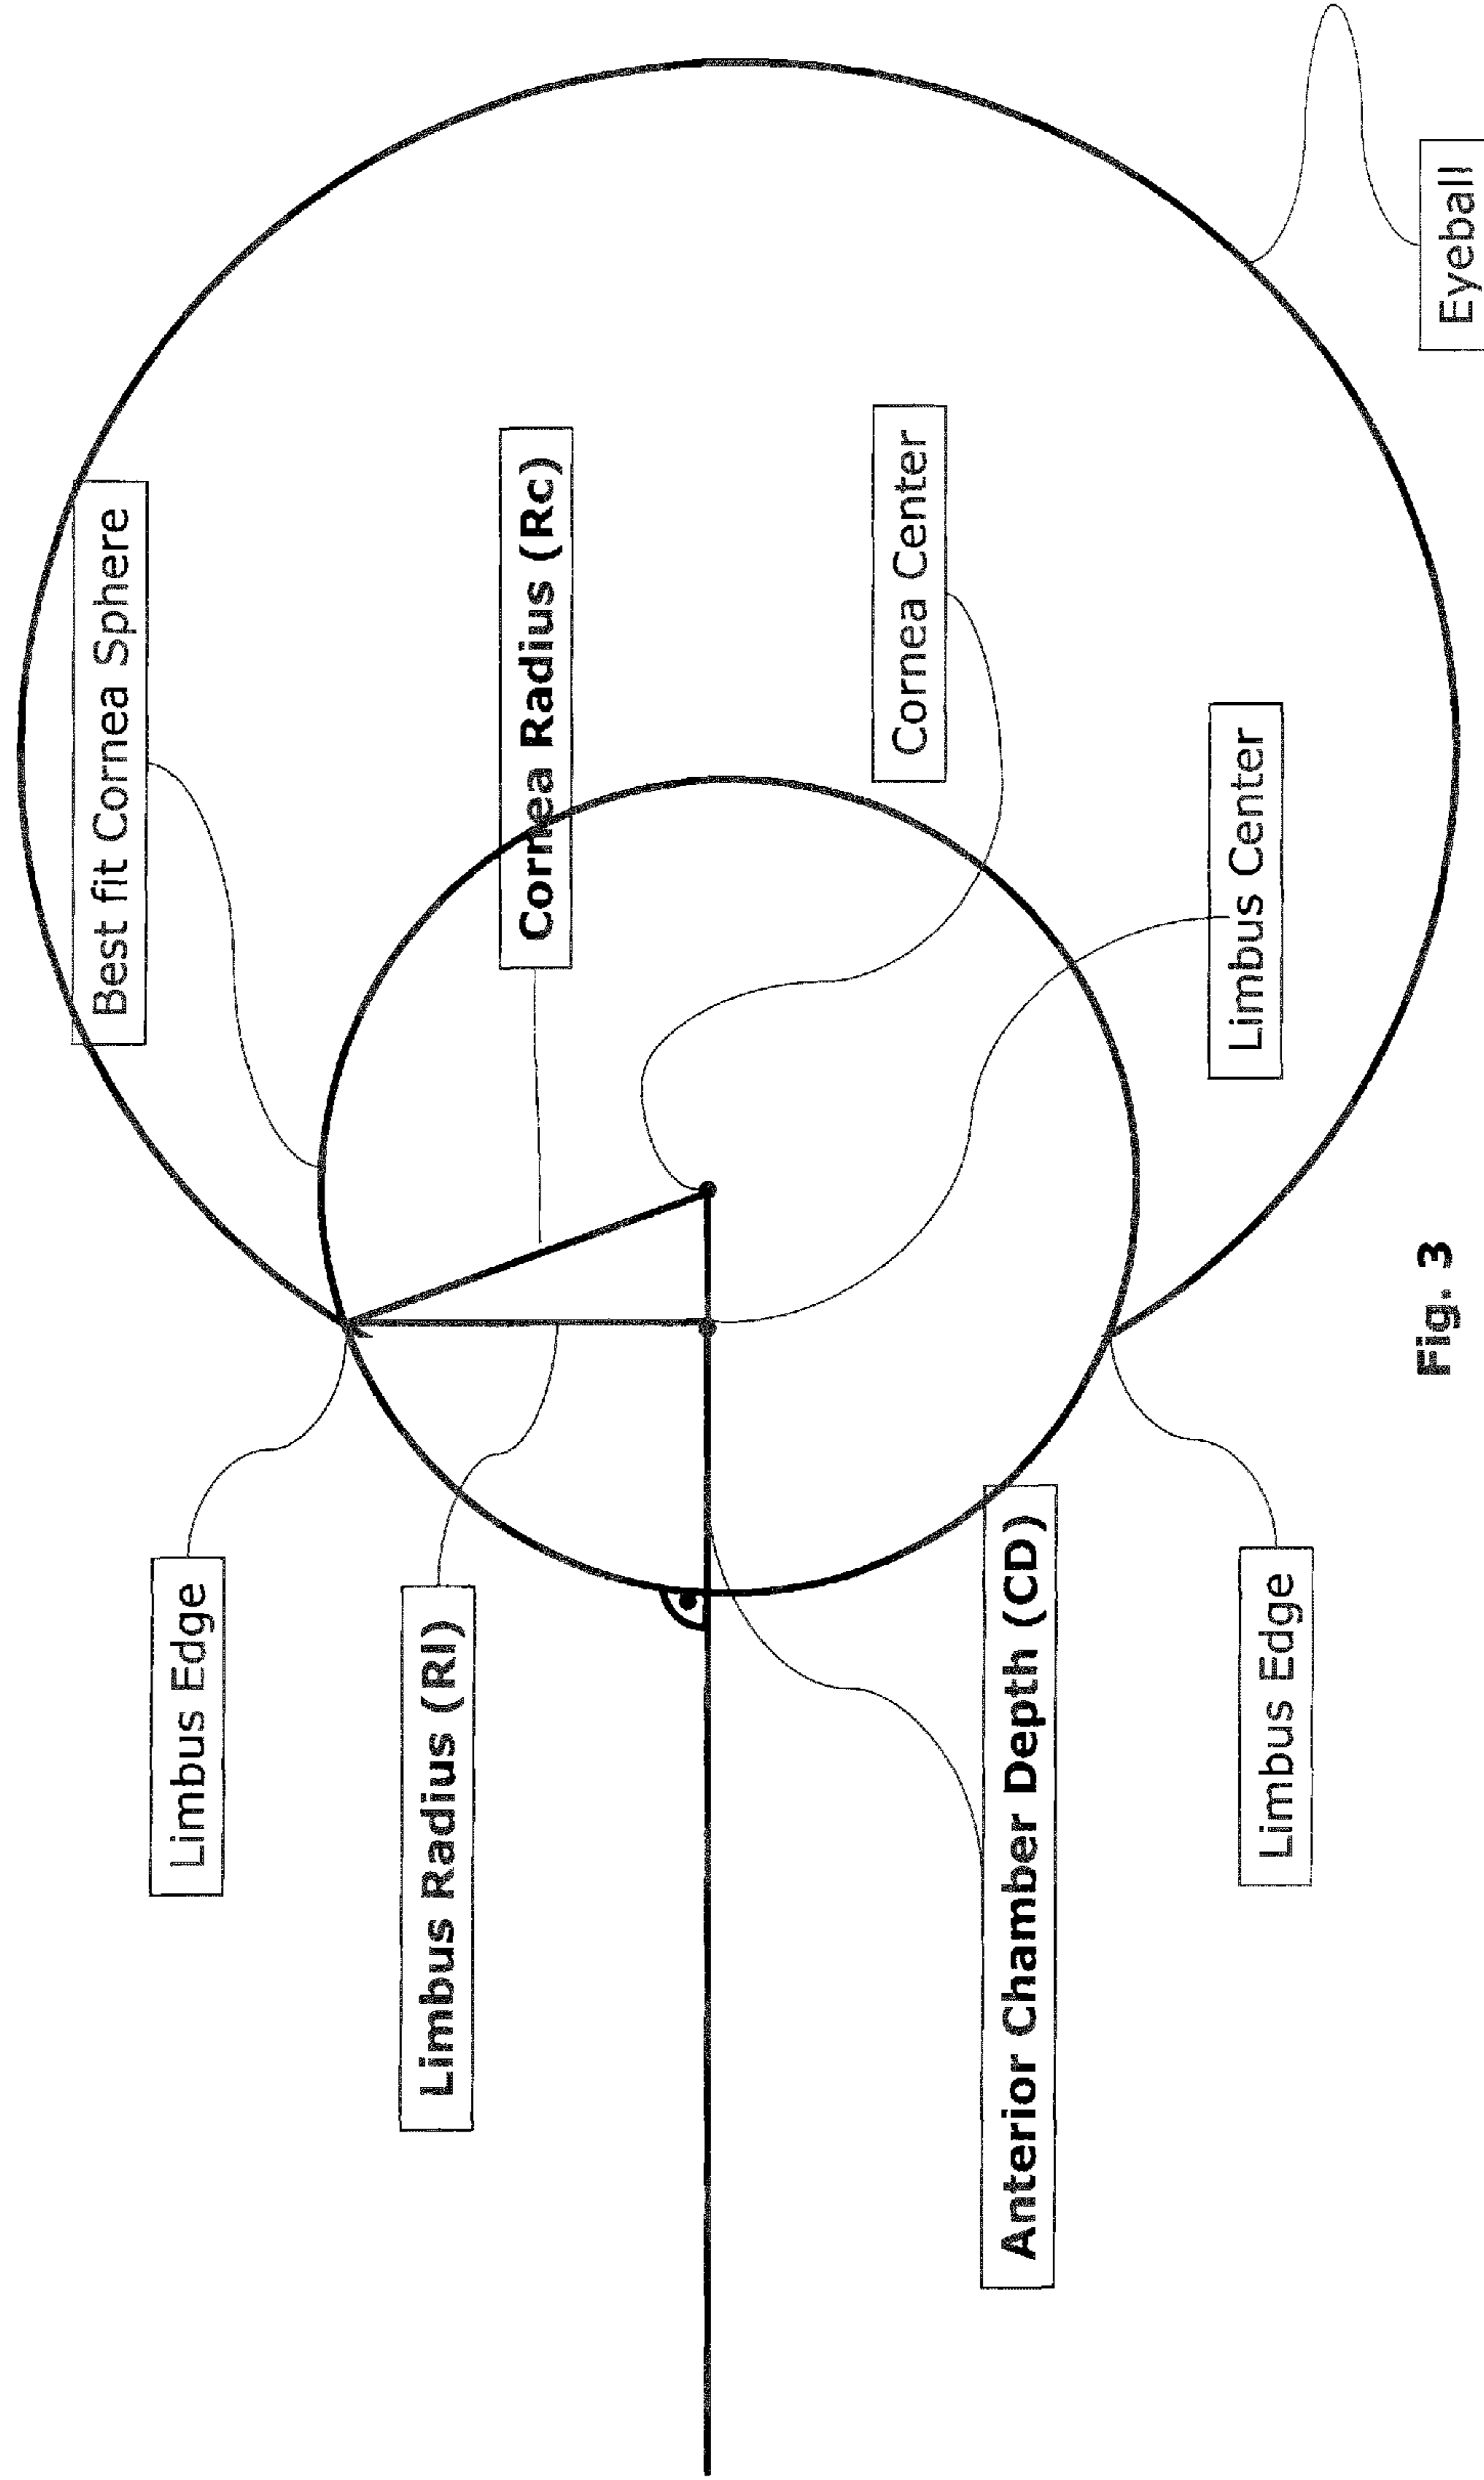 Limbus Edge
Limbus Radius (Rl)
Anterior Chamber Depth (CD)
Limbus Edge
Best fit Cornea Sphere
Cornea Radius (Rc)
Cornea Center
Limbus Center
Eyeball
Fig. 3